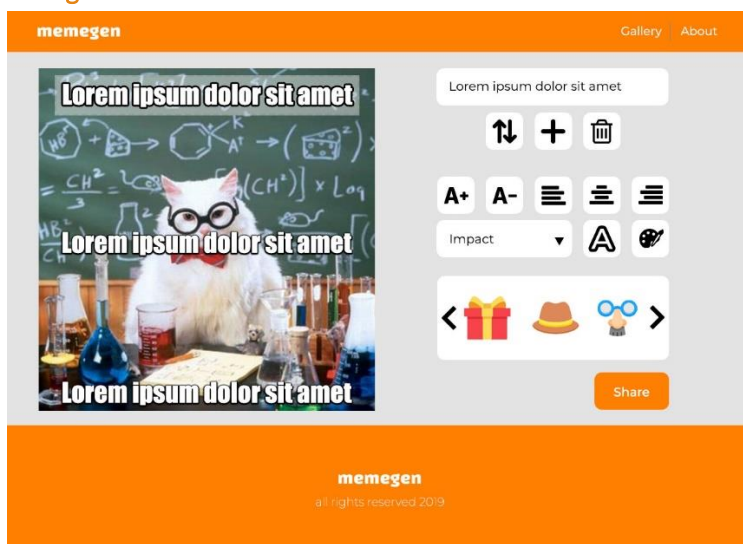 memegen
Gallery
About
Lorem ipsum dolor sit amet
Lorem ipsum dolor sit amet
Lorem ipsum dolor sit amet
Lorem ipsum dolor sit amet
A+
A-
Impact
A
Share
memegen
all rights reserved 2019